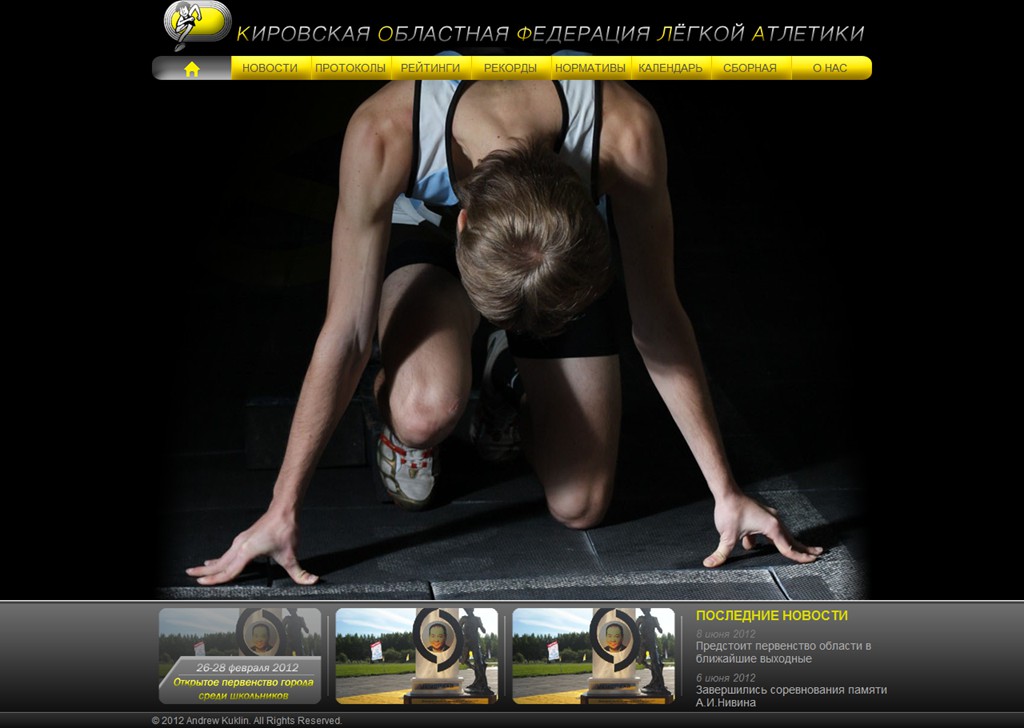 Кировская Областная Федерация Лёгкой Атлетики
НОВОСТИ ПРОТОКОЛЫ РЕЙТИНГИ РЕКОРДЫ НОРМАТИВЫ КАЛЕНДАРЬ СБОРНАЯ О НАС
26-28 февраля 2012
Открытое первенство города
среди школьников
ПОСЛЕДНИЕ НОВОСТИ
8 июня 2012
Предстоит первенство области в
ближайшие выходные
6 июня 2012
Завершились соревнования памяти
А.И.Нивина
© 2012 Andrew Kuklin. All Rights Reserved.